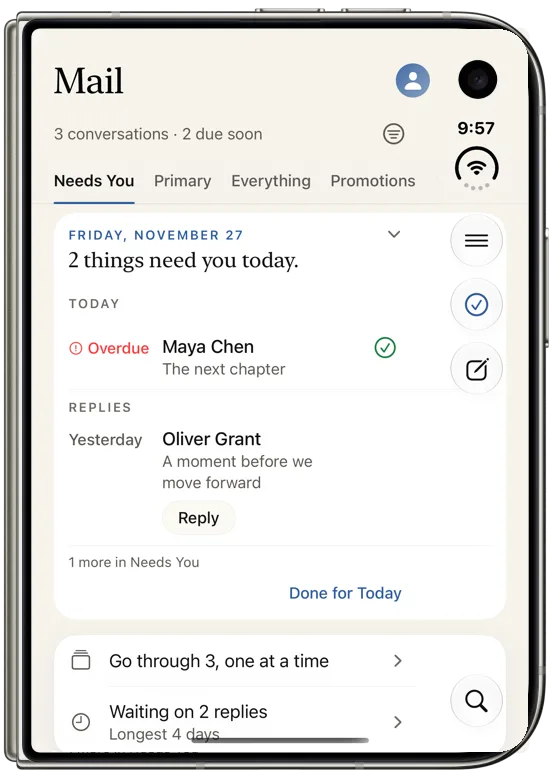 Mail
9:57
3 conversations · 2 due soon
Needs You Primary Everything Promotions
FRIDAY, NOVEMBER 27
2 things need you today.
TODAY
Overdue Maya Chen
The next chapter
REPLIES
Yesterday Oliver Grant
A moment before we
move forward
Reply
1 more in Needs You
Done for Today
Go through 3, one at a time
Waiting on 2 replies
Longest 4 days